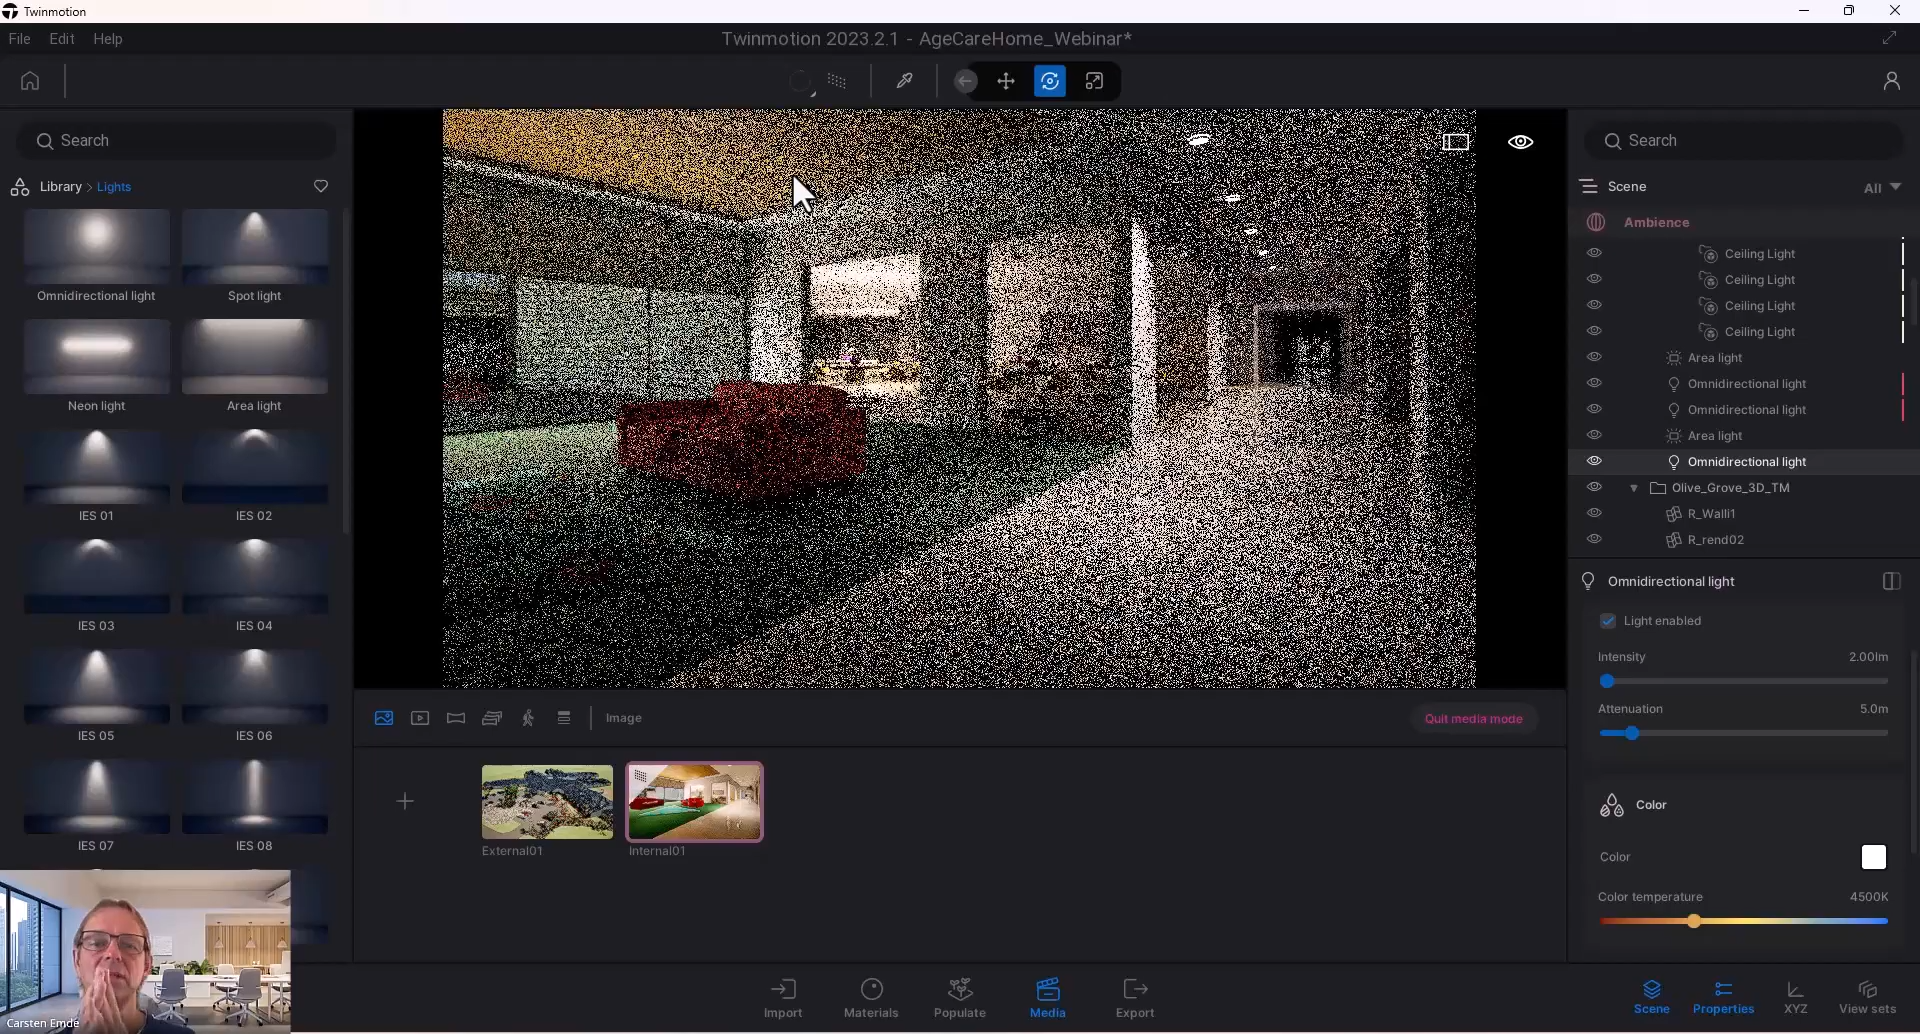 Twinmotion
File Edit Help
Twinmotion 2023.2.1 - AgeCareHome_Webinar*
Search
Library > Lights
Omnidirectional light
Spot light
Neon light
Area light
IES 01
IES 02
IES 03
IES 04
IES 05
IES 06
IES 07
IES 08
Carsten Emde
Image
Quit media mode
External01
Internal01
Import
Materials
Populate
Media
Export
Search
Scene
All
Ambience
Ceiling Light
Ceiling Light
Ceiling Light
Ceiling Light
Area light
Omnidirectional light
Omnidirectional light
Area light
Omnidirectional light
Olive_Grove_3D_TM
R_Walli1
R_rend02
Omnidirectional light
Light enabled
Intensity 2.00lm
Attenuation 5.0m
Color
Color
Color temperature 4500K
Scene
Properties
XYZ
View sets